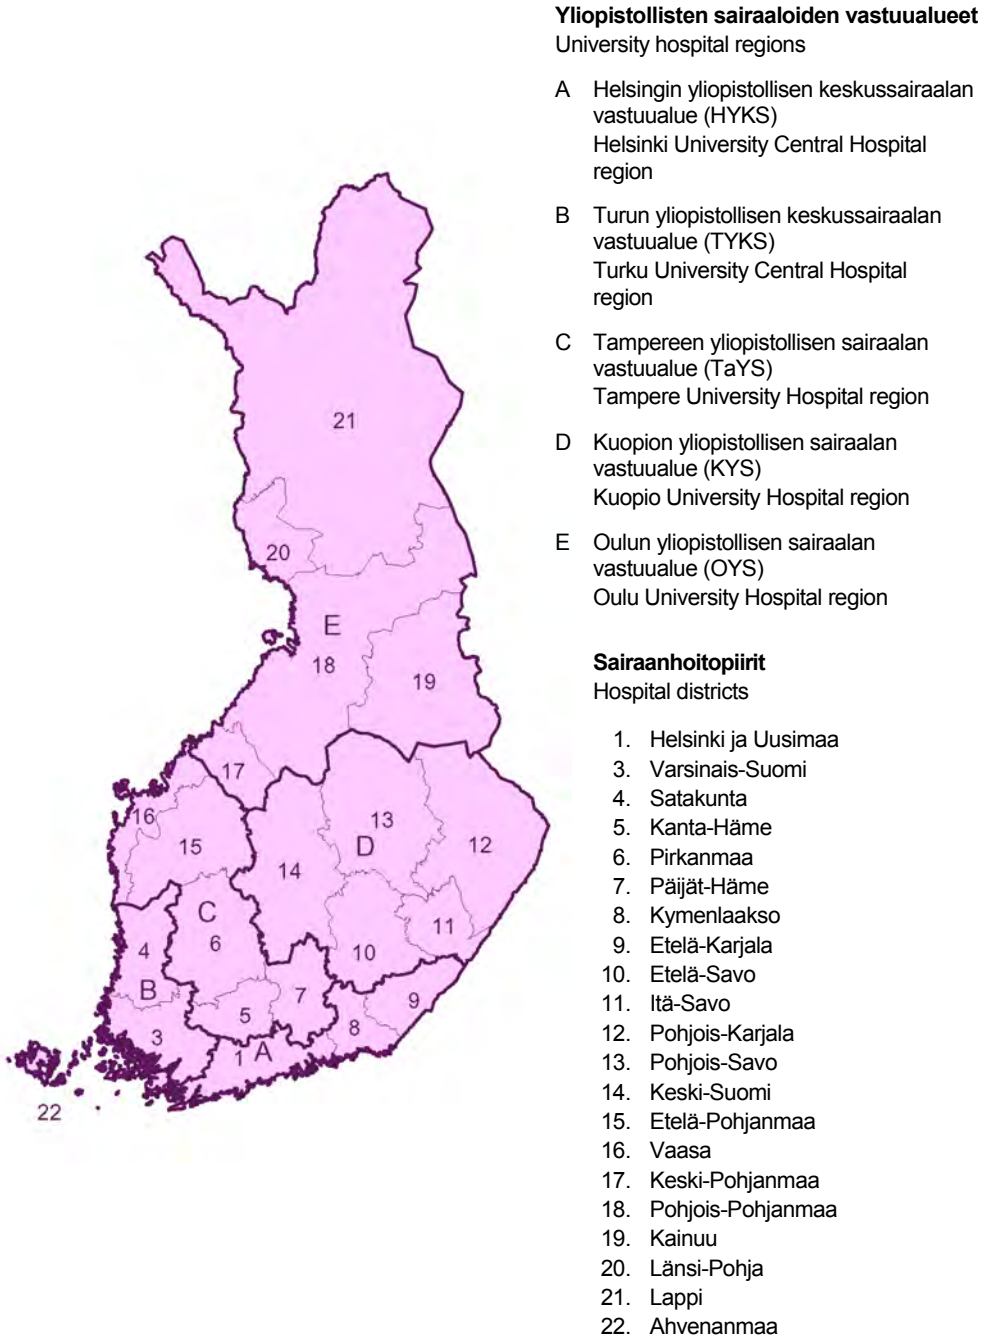 Yliopistollisten sairaaloiden vastuualueet
University hospital regions
A Helsingin yliopistollisen keskussairaalan
vastuualue (HYKS)
Helsinki University Central Hospital
region
B Turun yliopistollisen keskussairaalan
vastuualue (TYKS)
Turku University Central Hospital
region
C Tampereen yliopistollisen sairaalan
vastuualue (TaYS)
Tampere University Hospital region
D Kuopion yliopistollisen sairaalan
vastuualue (KYS)
Kuopio University Hospital region
E Oulun yliopistollisen sairaalan
vastuualue (OYS)
Oulu University Hospital region
Sairaanhoitopiirit
Hospital districts
1. Helsinki ja Uusimaa
3. Varsinais-Suomi
4. Satakunta
5. Kanta-Häme
6. Pirkanmaa
7. Päijät-Häme
8. Kymenlaakso
9. Etelä-Karjala
10. Etelä-Savo
11. Itä-Savo
12. Pohjois-Karjala
13. Pohjois-Savo
14. Keski-Suomi
15. Etelä-Pohjanmaa
16. Vaasa
17. Keski-Pohjanmaa
18. Pohjois-Pohjanmaa
19. Kainuu
20. Länsi-Pohja
21. Lappi
22. Ahvenanmaa
21
20
E
18
19
17
16
15
13
D
12
14
C
6
11
10
4
B
7
9
5
8
3
1 A
22